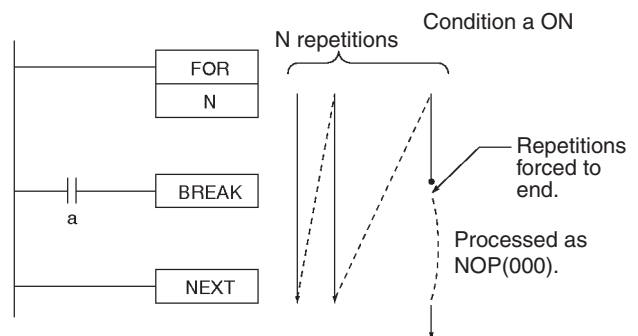 Condition a ON
N repetitions
FOR
N
BREAK
a
NEXT
Repetitions
forced to
end.
Processed as
NOP(000).